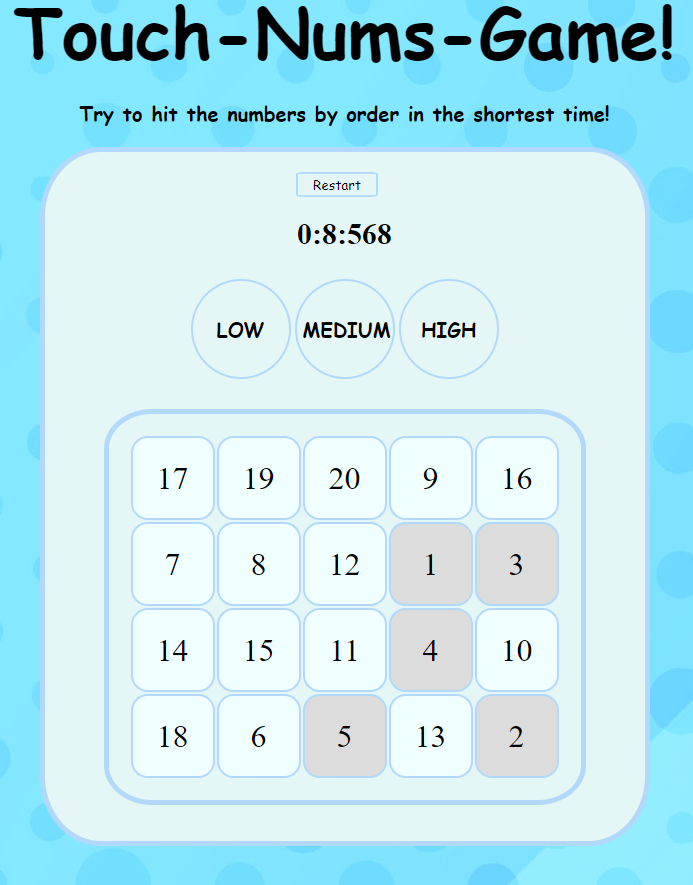 Touch-Nums-Game!
Try to hit the numbers by order in the shortest time!
Restart
0:8:568
LOW MEDIUM HIGH
17 19 20 9 16
7 8 12 1 3
14 15 11 4 10
18 6 5 13 2